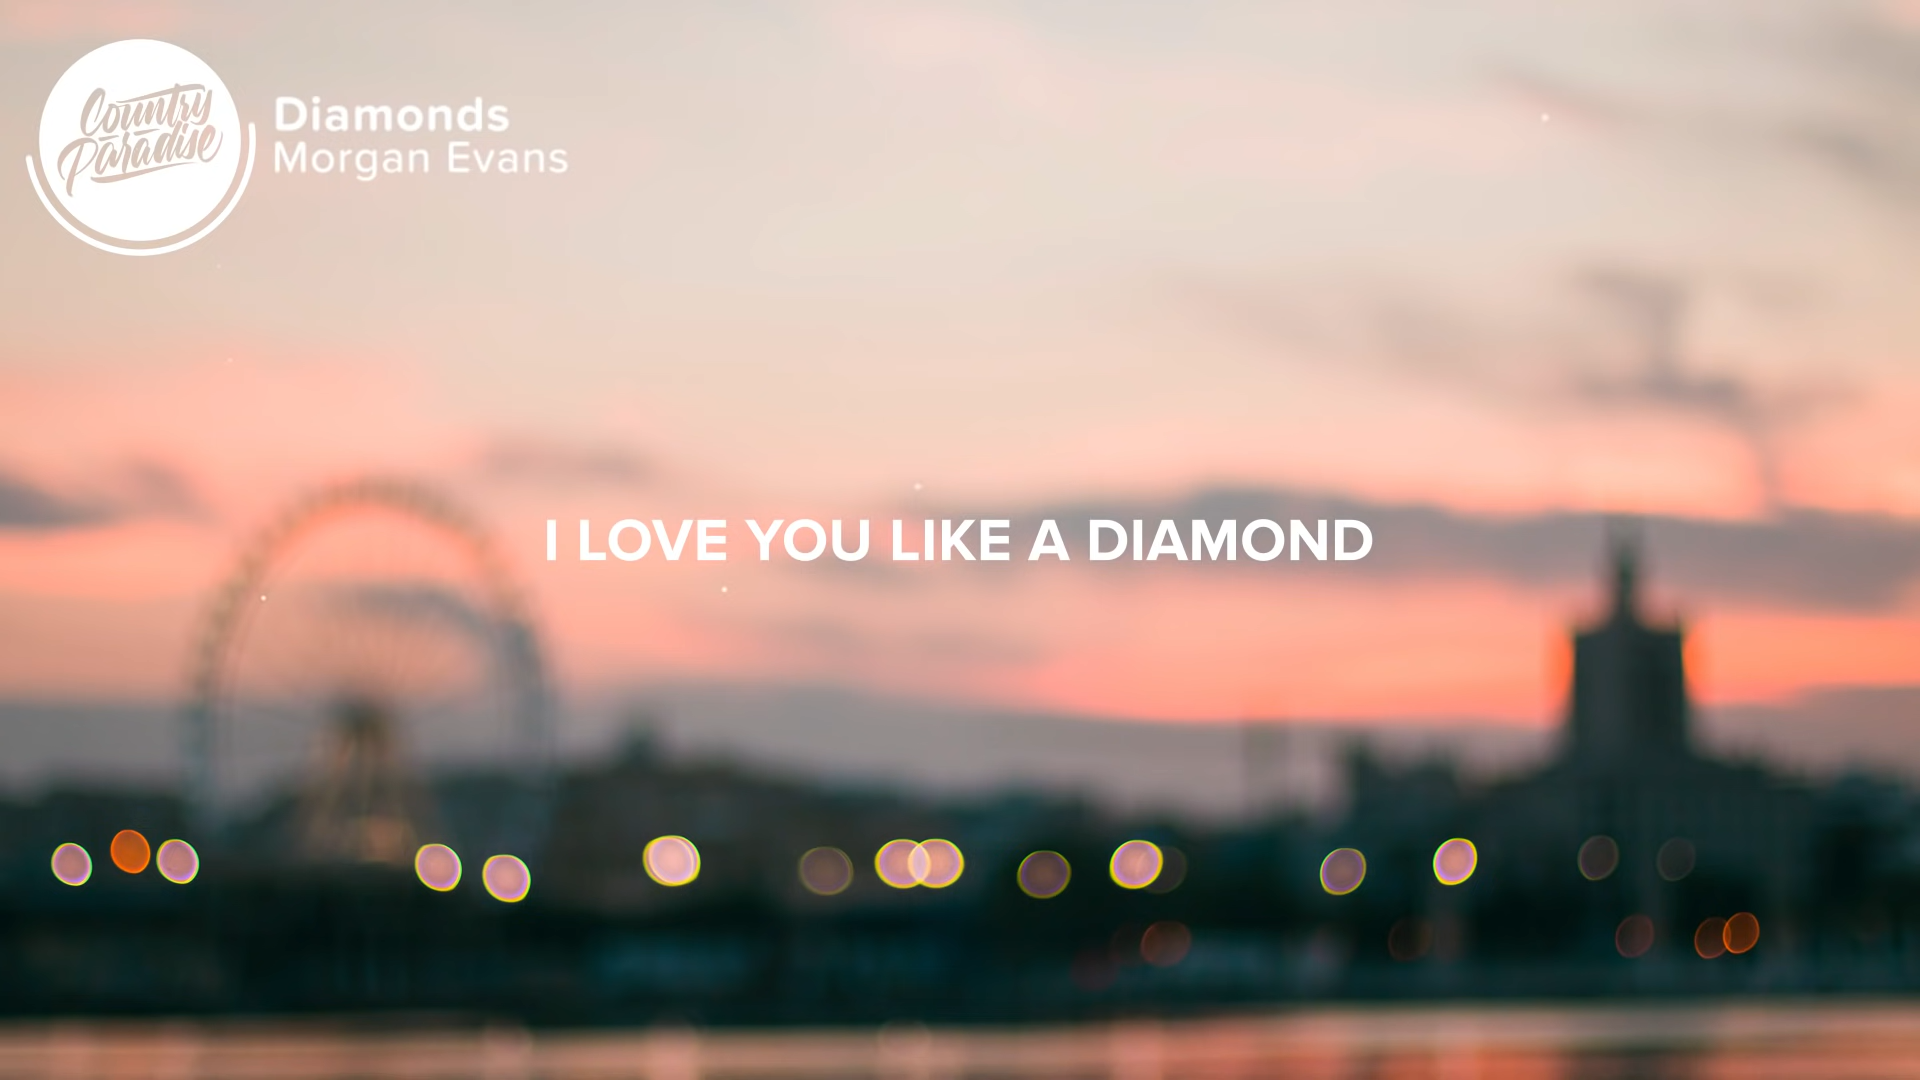 Country
Paradise
Diamonds
Morgan Evans
I LOVE YOU LIKE A DIAMOND